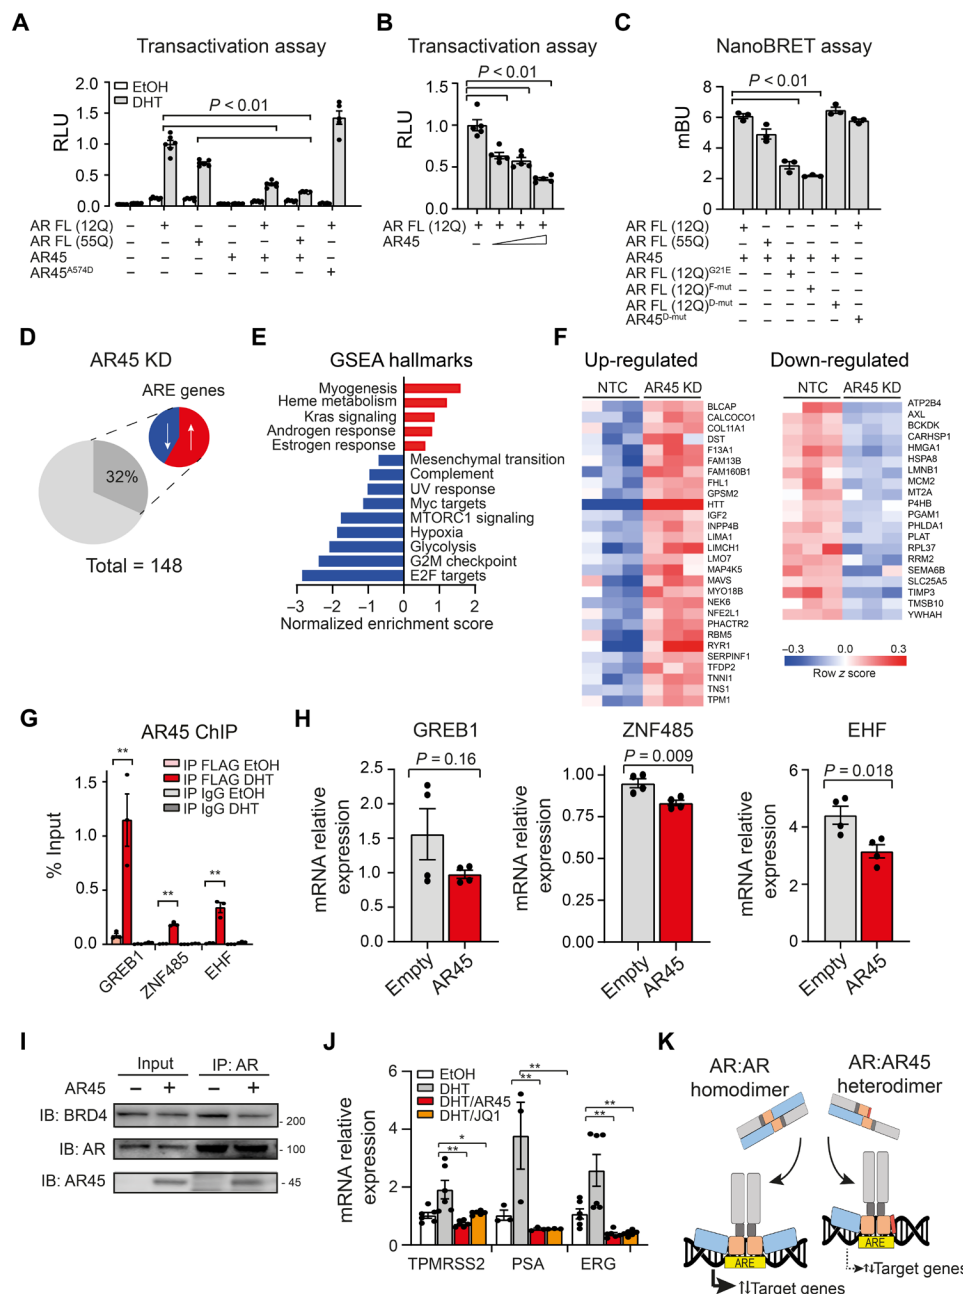 A
Transactivation assay
RLU
2.0
1.5
1.0
0.5
0.0
EtOH
DHT
P < 0.01
AR FL (12Q) – – + – – + – –
AR FL (55Q) – – + – – + –
AR45 – – – + + + –
AR45A574D – – – – – – +
B
Transactivation assay
RLU
1.5
1.0
0.5
0.0
P < 0.01
AR FL (12Q) + + + +
AR45 –
C
NanoBRET assay
mBU
8
6
4
2
0
P < 0.01
AR FL (12Q) + – – – – +
AR FL (55Q) – + – – – –
AR45 + + + + + –
AR FL (12Q)G21E – – + – – –
AR FL (12Q)F-mut – – – + – –
AR FL (12Q)D-mut – – – – + –
AR45D-mut – – – – – +
D
AR45 KD
ARE genes
32%
Total = 148
E
GSEA hallmarks
Myogenesis
Heme metabolism
Kras signaling
Androgen response
Estrogen response
Mesenchymal transition
Complement
UV response
Myc targets
MTORC1 signaling
Hypoxia
Glycolysis
G2M checkpoint
E2F targets
–3 –2 –1 0 1 2
Normalized enrichment score
F
Up-regulated
NTC AR45 KD
BLCAP
CALCOCO1
COL11A1
DST
F13A1
FAM13B
FAM160B1
FHL1
GPSM2
HTT
IGF2
INPP4B
LIMA1
LIMCH1
LMO7
MAP4K5
MAVS
MYO18B
NEK6
NFE2L1
PHACTR2
RBM5
RYR1
SERPINF1
TFDP2
TNNI1
TNS1
TPM1
Down-regulated
NTC AR45 KD
ATP2B4
AXL
BCKDK
CARHSP1
HMGA1
HSPA8
LMNB1
MCM2
MT2A
P4HB
PGAM1
PHLDA1
PLAT
RPL37
RRM2
SEMA6B
SLC25A5
TIMP3
TMSB10
YWHAH
–0.3 0.0 0.3
Row z score
G
AR45 ChIP
% Input
1.5
1.0
0.5
0.0
IP FLAG EtOH
IP FLAG DHT
IP IgG EtOH
IP IgG DHT
** ** **
GREB1 ZNF485 EHF
H
GREB1
P = 0.16
mRNA relative
expression
2.5
2.0
1.5
1.0
0.5
0.0
Empty AR45
ZNF485
P = 0.009
mRNA relative
expression
1.00
0.75
0.25
0.00
Empty AR45
EHF
P = 0.018
mRNA relative
expression
6
4
2
0
Empty AR45
I
Input IP: AR
AR45 – + – +
IB: BRD4 - 200
IB: AR - 100
IB: AR45 - 45
J
mRNA relative
expression
6
4
2
0
EtOH
DHT
DHT/AR45
DHT/JQ1
* ** ** ** ** **
TPMRSS2 PSA ERG
K
AR:AR
homodimer
AR:AR45
heterodimer
ARE
Target genes
ARE
Target genes